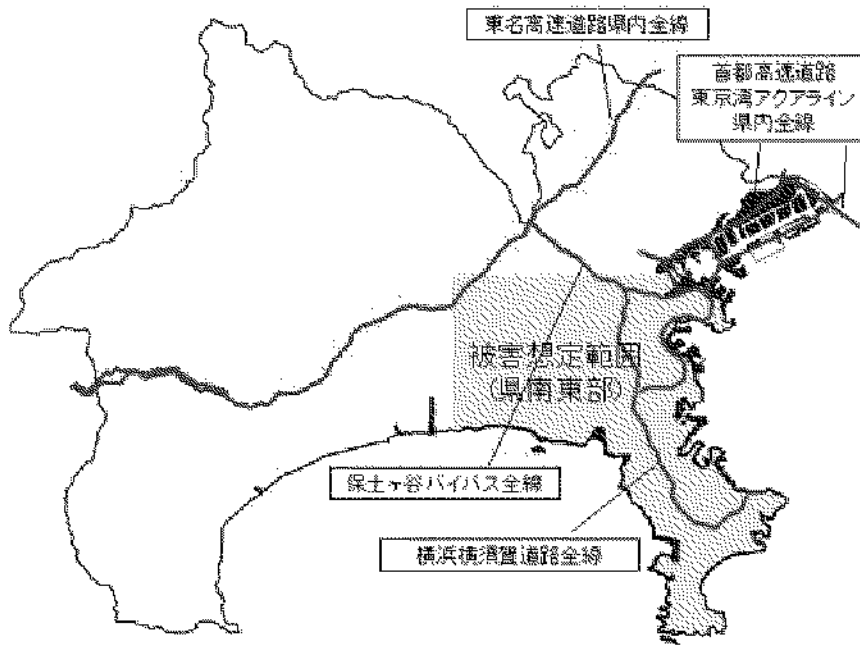 東名高速道路県内全線
首都高速道路
東京湾アクアライン
県内全線
被害想定範囲
(県南東部)
保土ヶ谷バイパス全線
横浜横須賀道路全線